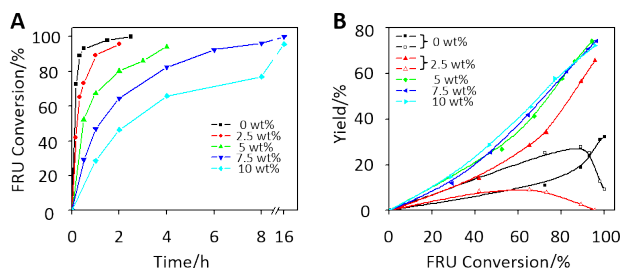 A
FRU Conversion/%
100
80
60
40
20
0
0 wt%
2.5 wt%
5 wt%
7.5 wt%
10 wt%
0 2 4 6 8 16
Time/h
B
Yield/%
80
60
40
20
0
0 wt%
2.5 wt%
5 wt%
7.5 wt%
10 wt%
0 20 40 60 80 100
FRU Conversion/%